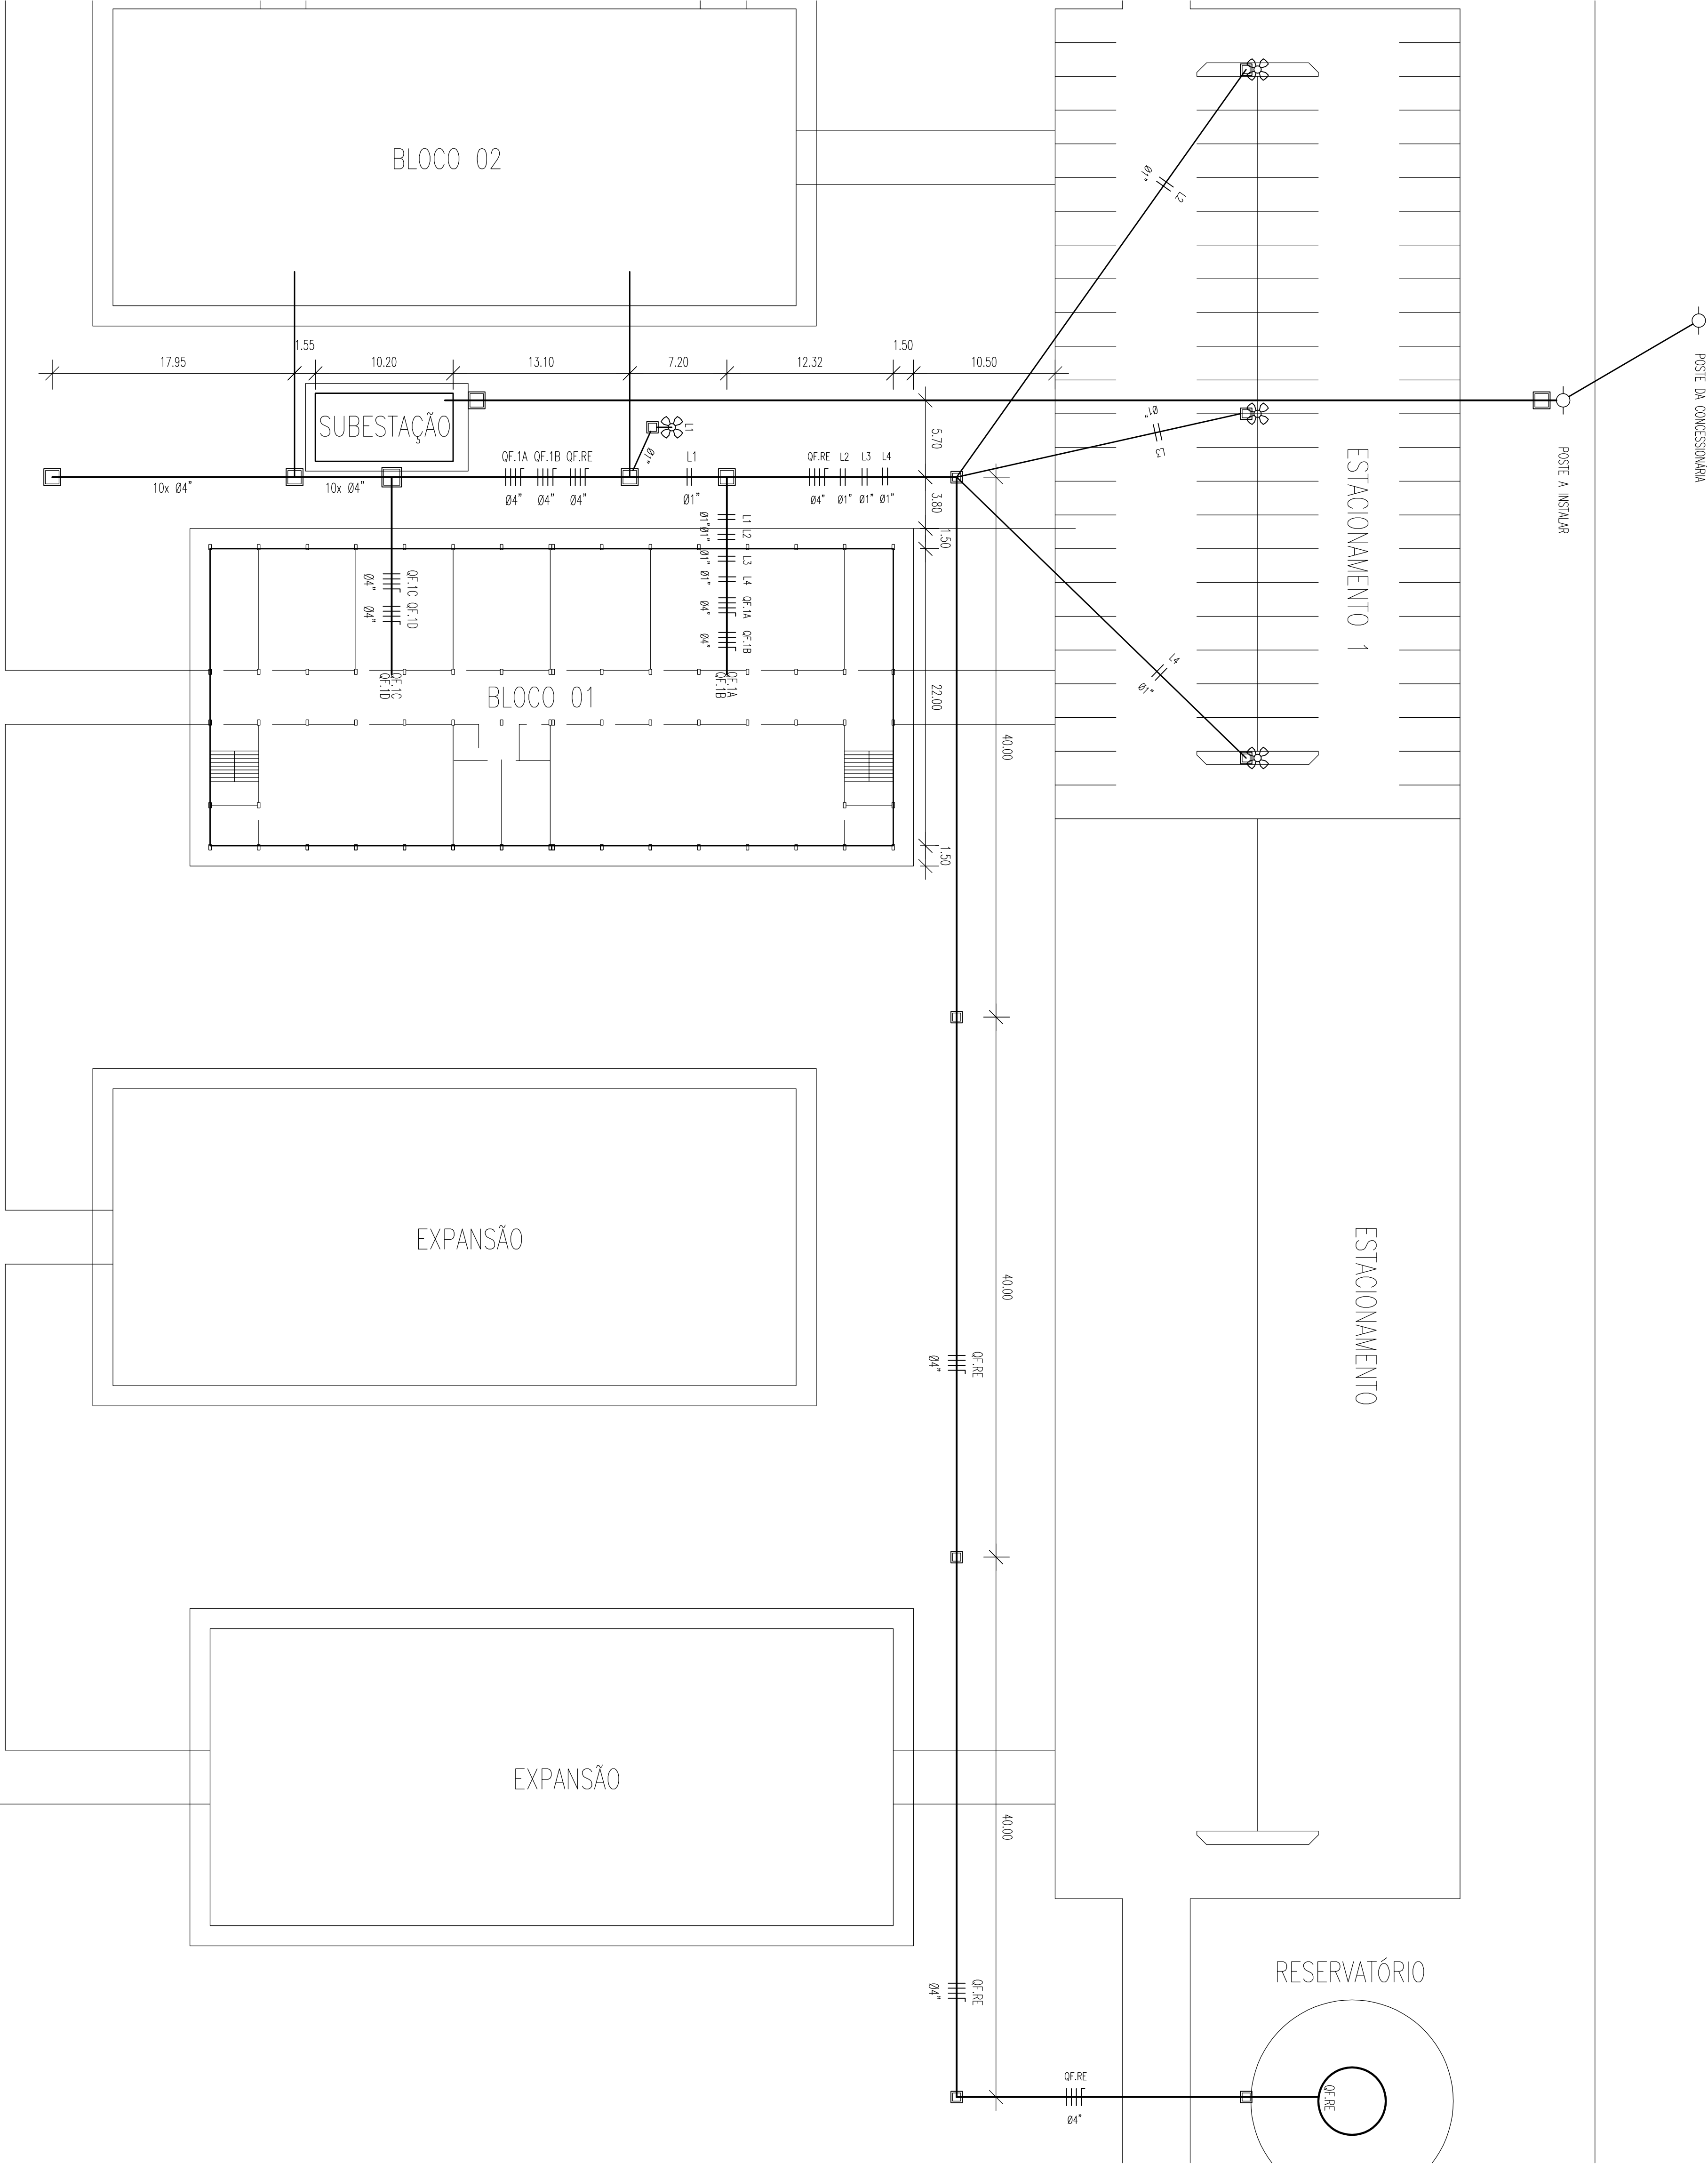 BLOCO 02
L2
Ø1"
POSTE DA CONCESSIONÁRIA
POSTE A INSTALAR
17.95
1.55
10.20
13.10
7.20
12.32
1.50
10.50
SUBESTAÇÃO
L1
Ø1"
L3
Ø1"
5.70
ESTACIONAMENTO 1
10x Ø4"
10x Ø4"
QF.1A QF.1B QF.RE
Ø4" Ø4" Ø4"
L1
Ø1"
QF.RE L2 L3 L4
Ø4" Ø1" Ø1" Ø1"
3.80
1.50
L1
Ø1"
L2
Ø1"
L3
Ø1"
L4
Ø1"
QF.1A
Ø4"
QF.1B
Ø4"
QF.1C
Ø4"
QF.1D
Ø4"
QF.1C
QF.1D
BLOCO 01
QF.1A
QF.1B
22.00
L4
Ø1"
40.00
1.50
EXPANSÃO
40.00
ESTACIONAMENTO
QF.RE
Ø4"
EXPANSÃO
40.00
RESERVATÓRIO
QF.RE
Ø4"
QF.RE
Ø4"
QF.RE